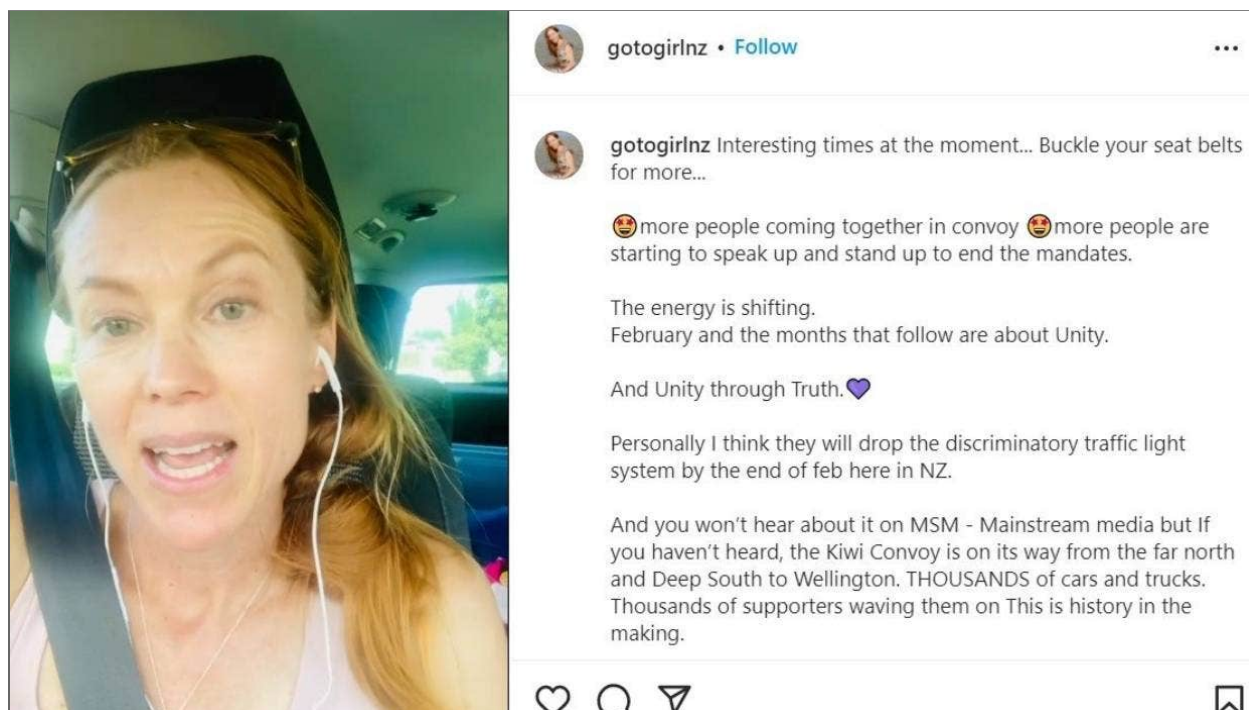 gotogirlnz • Follow
gotogirlnz Interesting times at the moment... Buckle your seat belts
for more...
🤩more people coming together in convoy 🤩more people are
starting to speak up and stand up to end the mandates.
The energy is shifting.
February and the months that follow are about Unity.
And Unity through Truth.💜
Personally I think they will drop the discriminatory traffic light
system by the end of feb here in NZ.
And you won't hear about it on MSM - Mainstream media but If
you haven't heard, the Kiwi Convoy is on its way from the far north
and Deep South to Wellington. THOUSANDS of cars and trucks.
Thousands of supporters waving them on This is history in the
making.